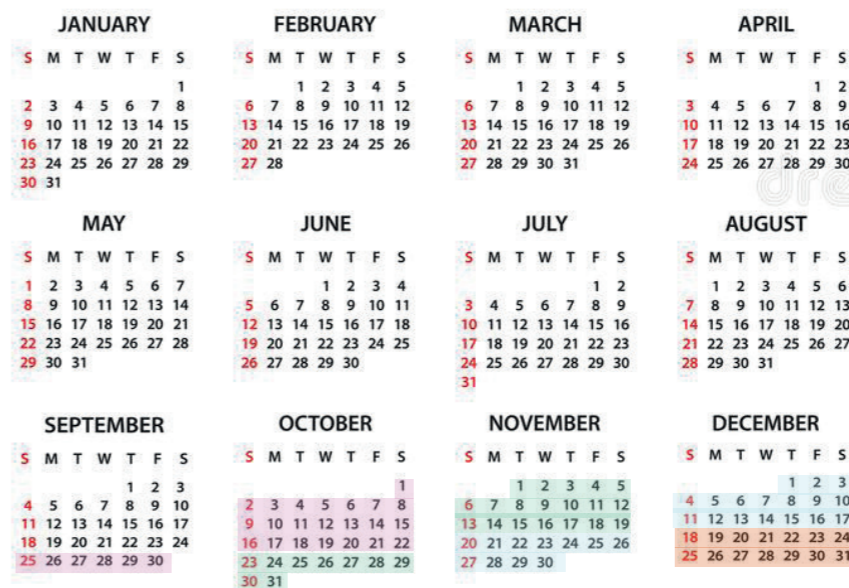 JANUARY FEBRUARY MARCH APRIL
S M T W T F S S M T W T F S S M T W T F S S M T W T F S
1 1 2 3 4 5 1 2 3 4 5 1 2
2 3 4 5 6 7 8 6 7 8 9 10 11 12 6 7 8 9 10 11 12 3 4 5 6 7 8 9
9 10 11 12 13 14 15 13 14 15 16 17 18 19 13 14 15 16 17 18 19 10 11 12 13 14 15 16
16 17 18 19 20 21 22 20 21 22 23 24 25 26 20 21 22 23 24 25 26 17 18 19 20 21 22 23
23 24 25 26 27 28 29 27 28 27 28 29 30 31 24 25 26 27 28 29 30
30 31
dre
MAY JUNE JULY AUGUST
S M T W T F S S M T W T F S S M T W T F S S M T W T F S
1 2 3 4 5 6 7 1 2 3 4 1 2 1 2 3 4 5 6
8 9 10 11 12 13 14 5 6 7 8 9 10 11 3 4 5 6 7 8 9 7 8 9 10 11 12 13
15 16 17 18 19 20 21 12 13 14 15 16 17 18 10 11 12 13 14 15 16 14 15 16 17 18 19 20
22 23 24 25 26 27 28 19 20 21 22 23 24 25 17 18 19 20 21 22 23 21 22 23 24 25 26 27
29 30 31 26 27 28 29 30 24 25 26 27 28 29 30 28 29 30 31
31
SEPTEMBER OCTOBER NOVEMBER DECEMBER
S M T W T F S S M T W T F S S M T W T F S S M T W T F S
1 2 3 1 1 2 3 4 5 1 2 3
4 5 6 7 8 9 10 2 3 4 5 6 7 8 6 7 8 9 10 11 12 4 5 6 7 8 9 10
11 12 13 14 15 16 17 9 10 11 12 13 14 15 13 14 15 16 17 18 19 11 12 13 14 15 16 17
18 19 20 21 22 23 24 16 17 18 19 20 21 22 20 21 22 23 24 25 26 18 19 20 21 22 23 24
25 26 27 28 29 30 23 24 25 26 27 28 29 27 28 29 30 25 26 27 28 29 30 31
30 31